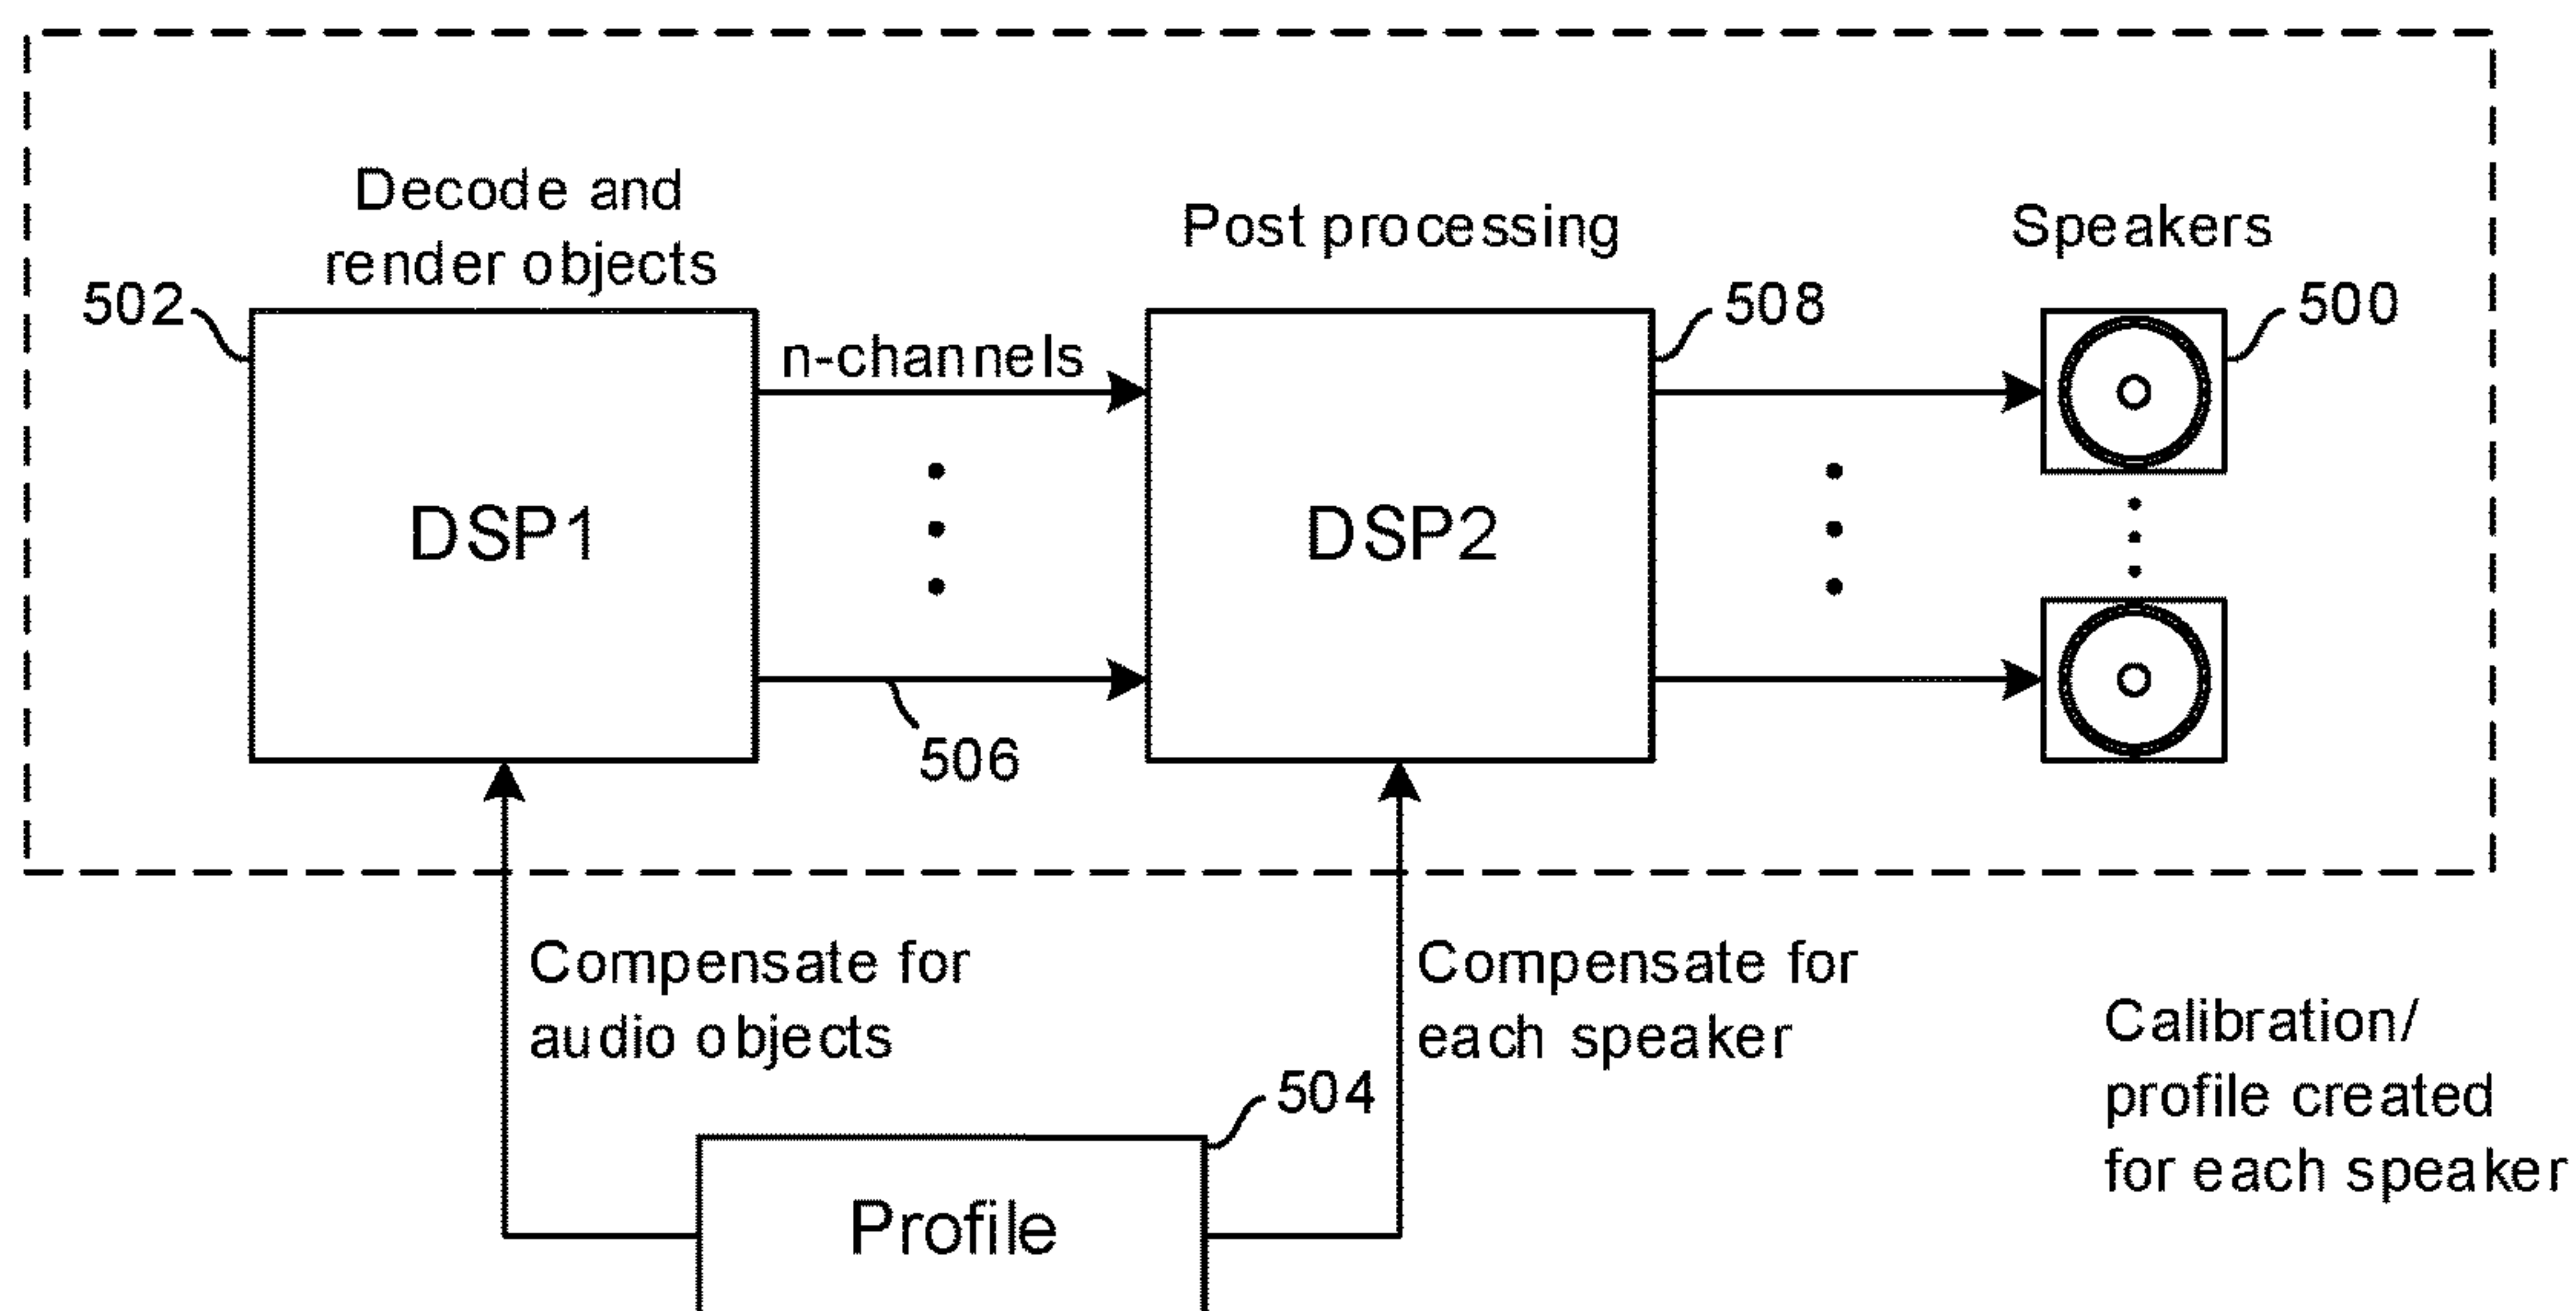 Decode and
render objects
Post processing
Speakers
502
508
500
n-channels
DSP1
DSP2
506
Compensate for
audio objects
Compensate for
each speaker
504
Calibration/
profile created
for each speaker
Profile